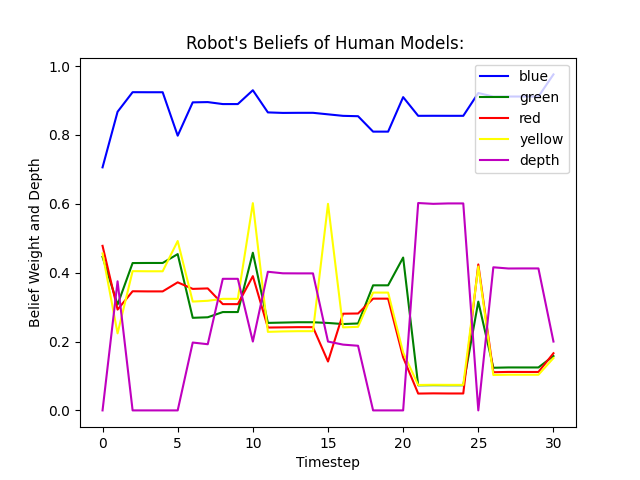 Robot's Beliefs of Human Models:
blue
green
red
yellow
depth
1.0
0.8
0.6
0.4
0.2
0.0
Belief Weight and Depth
0 5 10 15 20 25 30
Timestep